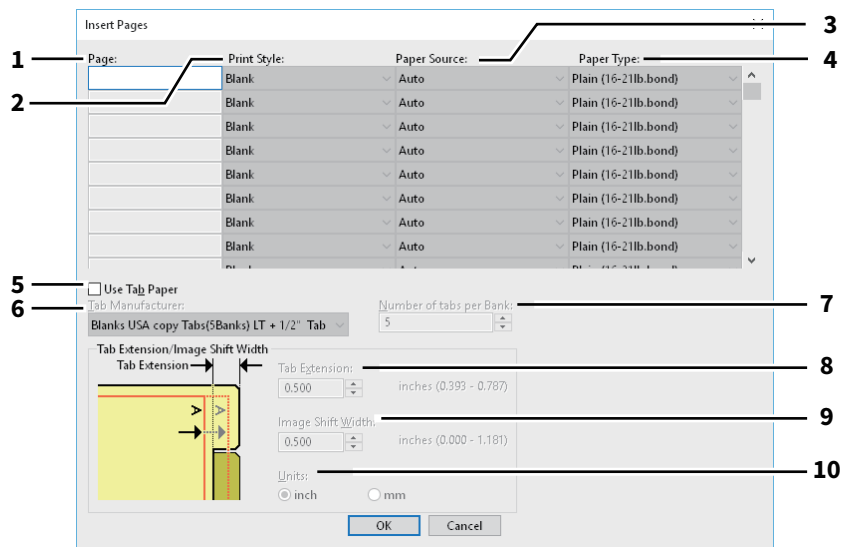 Insert Pages
3
1 Page: Print Style: Paper Source: Paper Type: 4
2 Blank Auto Plain (16-21lb.bond)
Blank Auto Plain (16-21lb.bond)
Blank Auto Plain (16-21lb.bond)
Blank Auto Plain (16-21lb.bond)
Blank Auto Plain (16-21lb.bond)
Blank Auto Plain (16-21lb.bond)
Blank Auto Plain (16-21lb.bond)
Blank Auto Plain (16-21lb.bond)
5 Use Tab Paper
6 Tab Manufacturer: Number of tabs per Bank: 7
Blanks USA copy Tabs(5Banks) LT + 1/2" Tab 5
Tab Extension/Image Shift Width
Tab Extension Tab Extension: 8
0.500 inches (0.393 - 0.787)
A A
Image Shift Width: 9
0.500 inches (0.000 - 1.181)
Units: 10
inch mm
OK Cancel